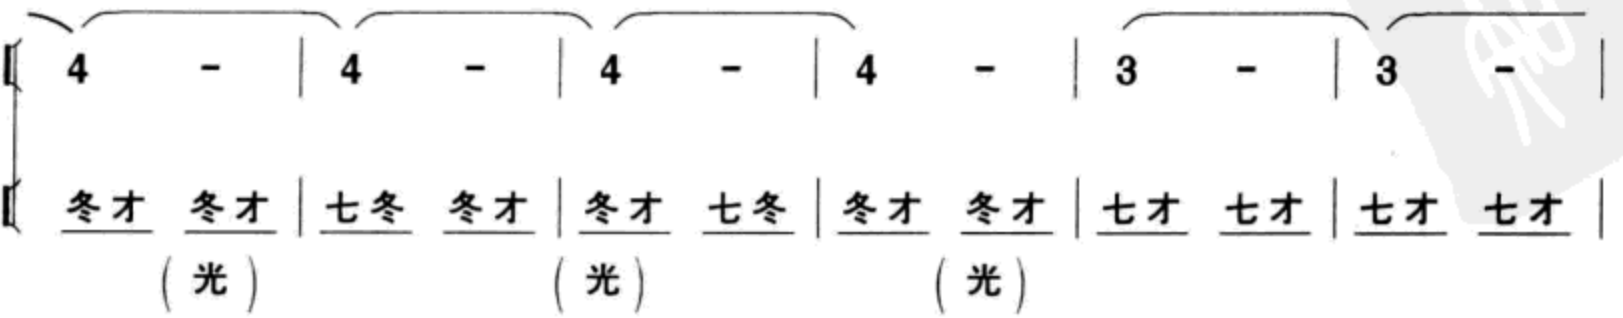 4 - | 4 - | 4 - | 4 - | 3 - | 3 - |
冬才 冬才 | 七冬 冬才 | 冬才 七冬 | 冬才 冬才 | 七才 七才 | 七才 七才 |
(光) (光) (光)